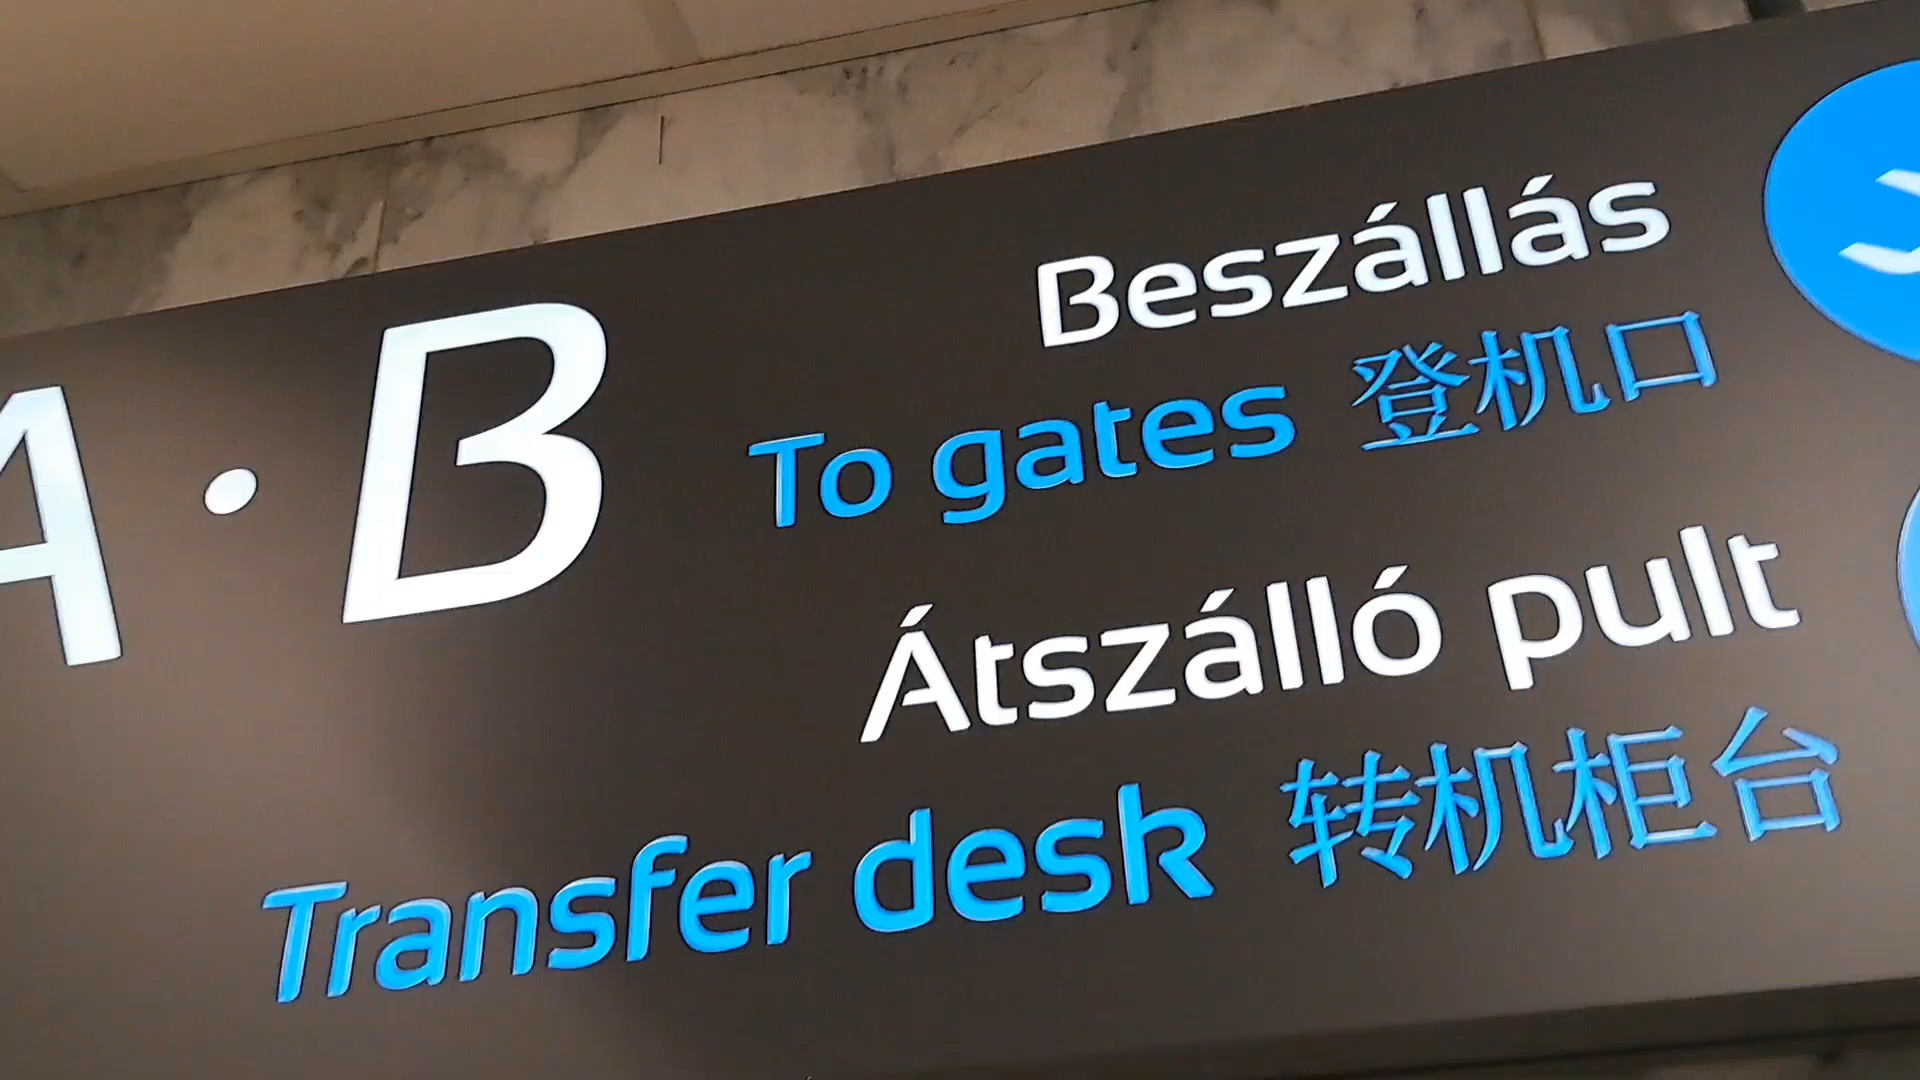 A · B
Beszállás
To gates 登机口
Átszálló pult
Transfer desk 转机柜台